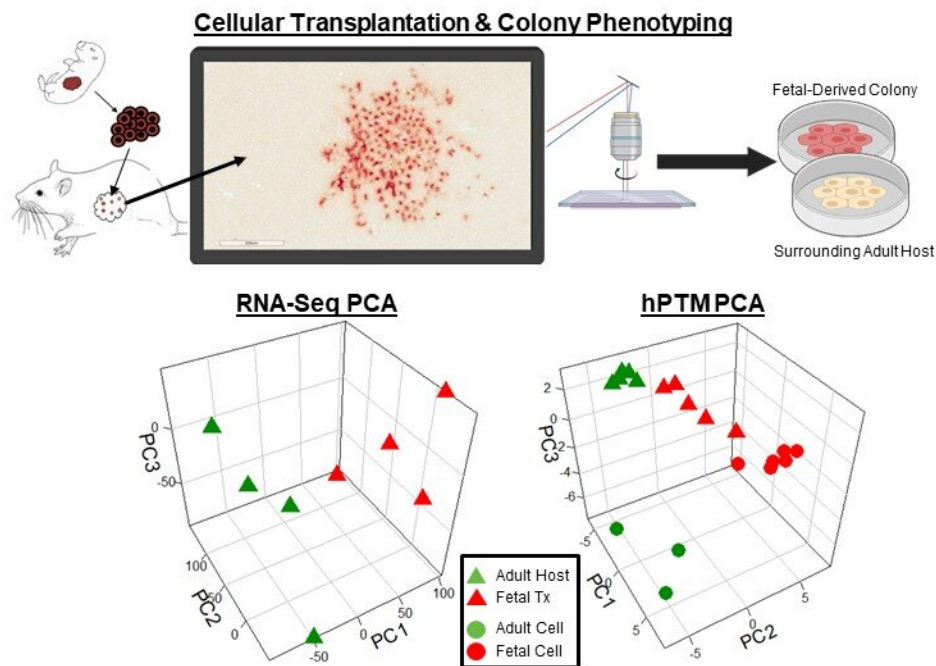 Cellular Transplantation & Colony Phenotyping
Fetal-Derived Colony
Surrounding Adult Host
RNA-Seq PCA
PC3
0
-50
PC2
100
50
0
PC1
-50
0
50
100
hPTM PCA
PC3
2
0
-2
-4
-6
PC1
-5
0
5
PC2
-5
0
5
Adult Host
Fetal Tx
Adult Cell
Fetal Cell